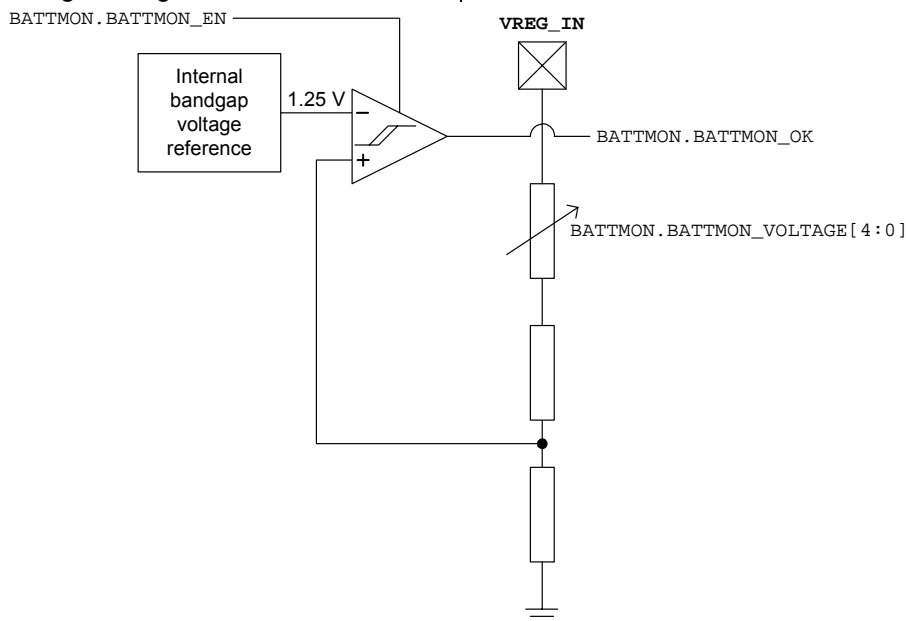 BATTMON.BATTMON_EN
VREG_IN
Internal
bandgap
voltage
reference
1.25 V
−
+
BATTMON.BATTMON_OK
BATTMON.BATTMON_VOLTAGE[4:0]